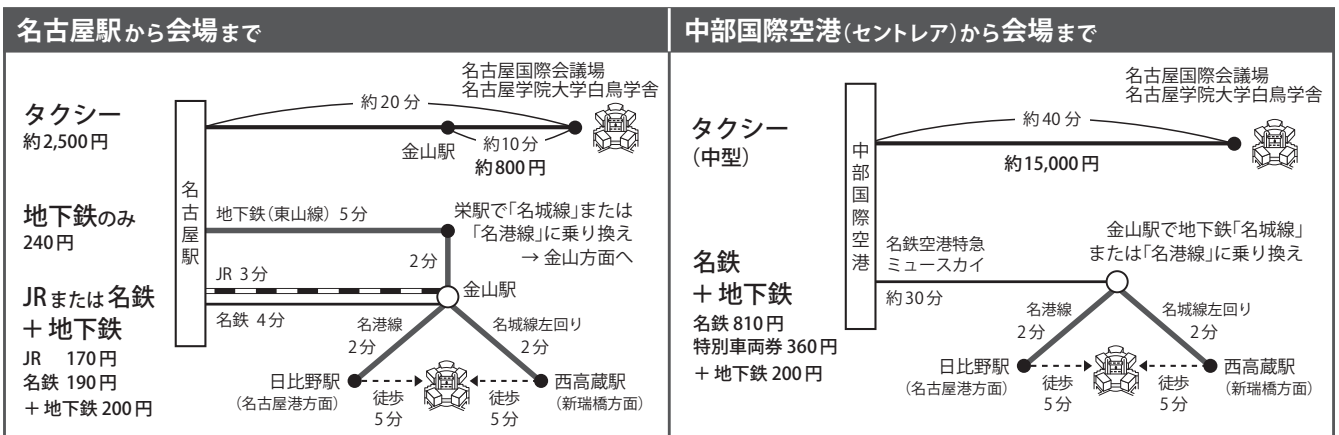 名古屋駅から会場まで
タクシー
約2,500円
名古屋駅
約20分
名古屋国際会議場
名古屋学院大学白鳥学舎
金山駅
約10分
約800円
地下鉄のみ
240円
地下鉄(東山線) 5分
栄駅で「名城線」または
「名港線」に乗り換え
→ 金山方面へ
2分
JRまたは名鉄
+ 地下鉄
JR 170円
名鉄 190円
+ 地下鉄 200円
JR 3分
金山駅
名鉄 4分
名港線
2分
名城線左回り
2分
日比野駅
(名古屋港方面)
徒歩
5分
徒歩
5分
西高蔵駅
(新瑞橋方面)
中部国際空港(セントレア)から会場まで
タクシー
(中型)
中部国際空港
約40分
約15,000円
名古屋国際会議場
名古屋学院大学白鳥学舎
名鉄
+ 地下鉄
名鉄 810円
特別車両券 360円
+ 地下鉄 200円
名鉄空港特急
ミュースカイ
約30分
金山駅で地下鉄「名城線」
または「名港線」に乗り換え
名港線
2分
名城線左回り
2分
日比野駅
(名古屋港方面)
徒歩
5分
徒歩
5分
西高蔵駅
(新瑞橋方面)